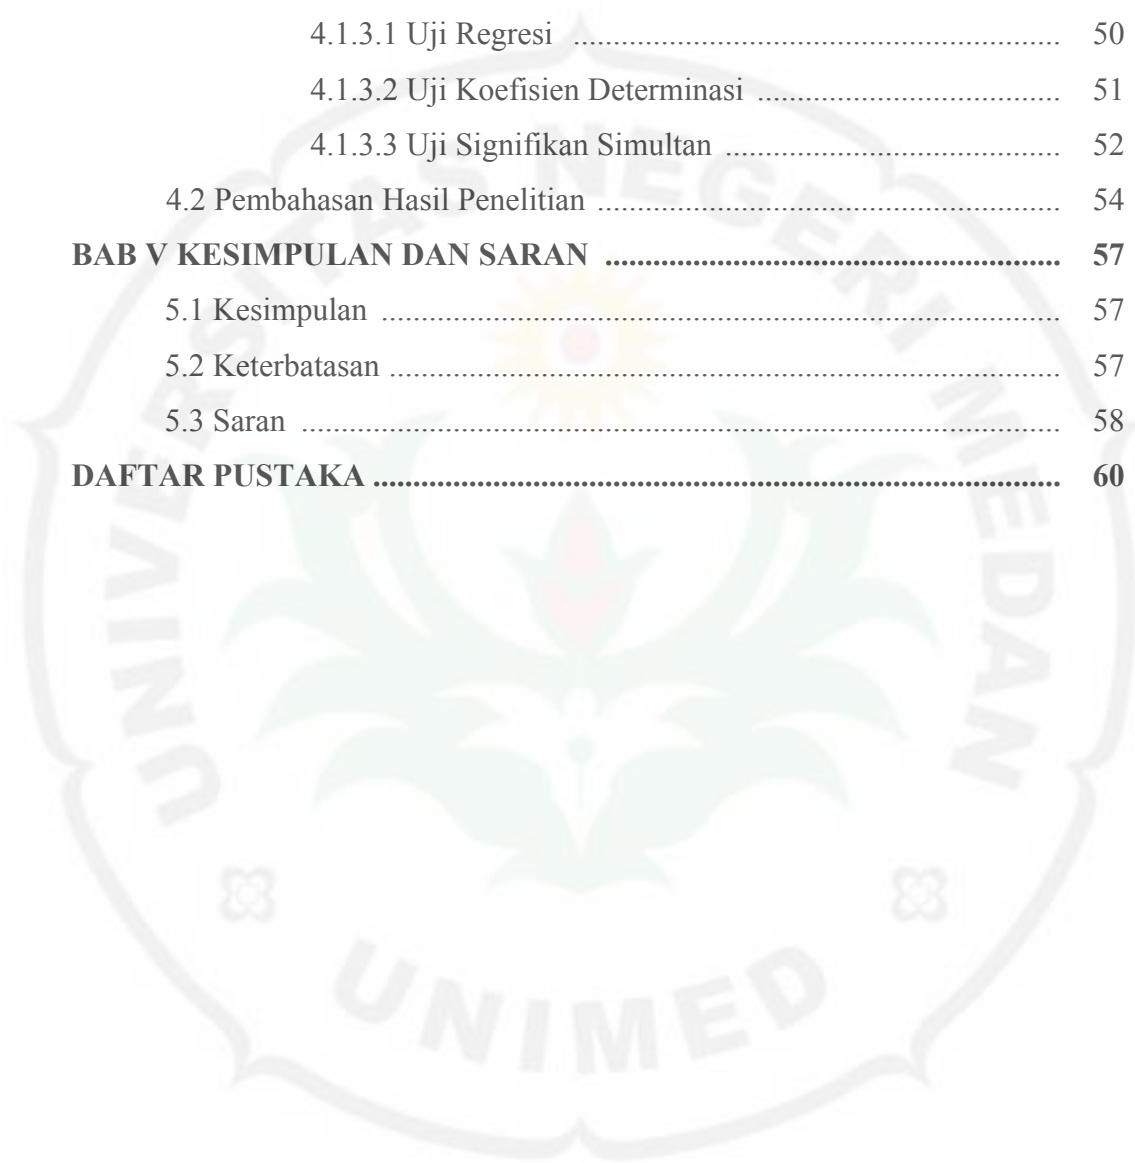 4.1.3.1 Uji Regresi ............................................................. 50
4.1.3.2 Uji Koefisien Determinasi ...................................... 51
4.1.3.3 Uji Signifikan Simultan .......................................... 52
4.2 Pembahasan Hasil Penelitian .......................................................... 54
BAB V KESIMPULAN DAN SARAN ......................................................... 57
5.1 Kesimpulan ..................................................................................... 57
5.2 Keterbatasan .................................................................................... 57
5.3 Saran ............................................................................................... 58
DAFTAR PUSTAKA ...................................................................................... 60
UNIVERSITAS NEGERI MEDAN
UNIMED